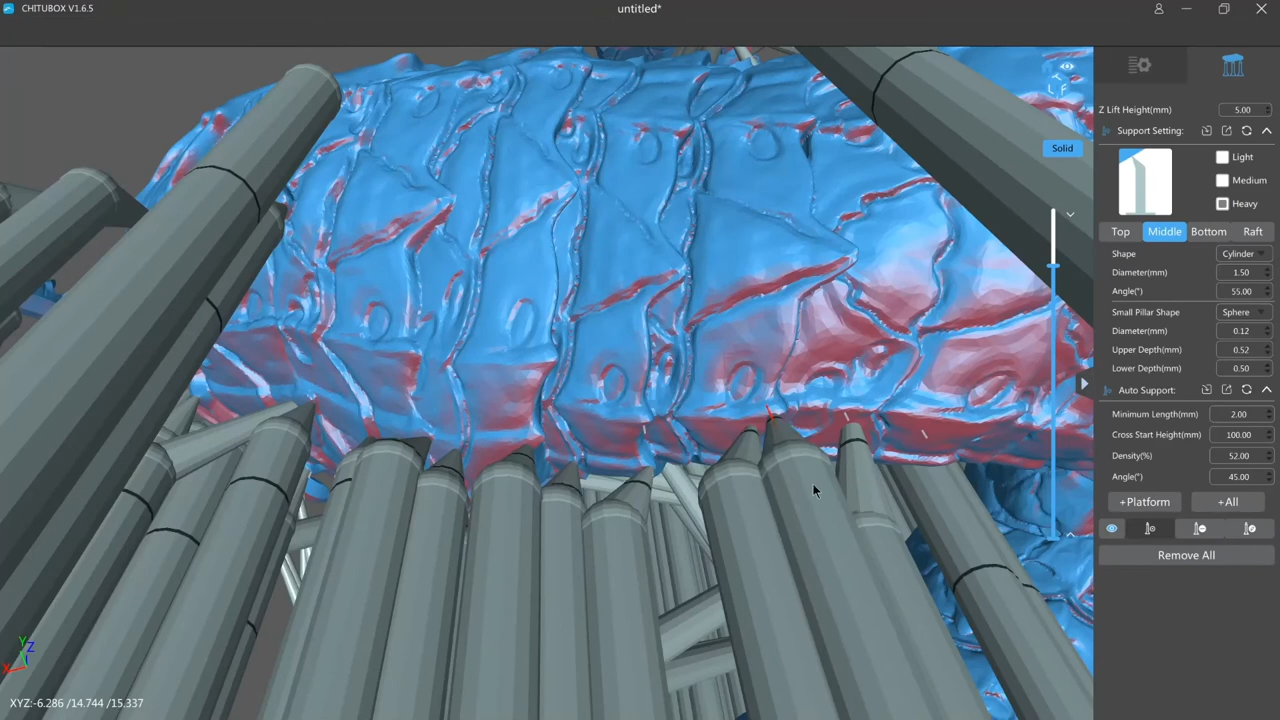 CHITUBOX V1.6.5
untitled*
Z Lift Height(mm) 5.00
Support Setting:
Solid
Light
Medium
Heavy
Top Middle Bottom Raft
Shape Cylinder
Diameter(mm) 1.50
Angle(°) 55.00
Small Pillar Shape Sphere
Diameter(mm) 0.12
Upper Depth(mm) 0.52
Lower Depth(mm) 0.50
Auto Support:
Minimum Length(mm) 2.00
Cross Start Height(mm) 100.00
Density(%) 52.00
Angle(°) 45.00
+Platform +All
Remove All
Y
Z
X
XYZ:-6.286 /14.744 /15.337